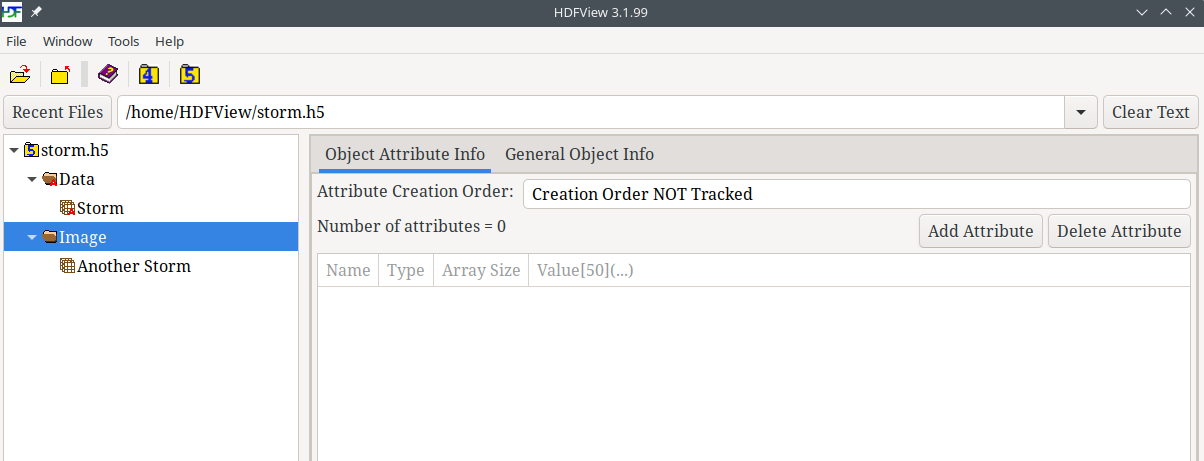 HDF HDFView 3.1.99
File Window Tools Help
? 4 5
Recent Files /home/HDFView/storm.h5 Clear Text
5 storm.h5
Data
Storm
Image
Another Storm
Object Attribute Info General Object Info
Attribute Creation Order: Creation Order NOT Tracked
Number of attributes = 0 Add Attribute Delete Attribute
Name Type Array Size Value[50](...)